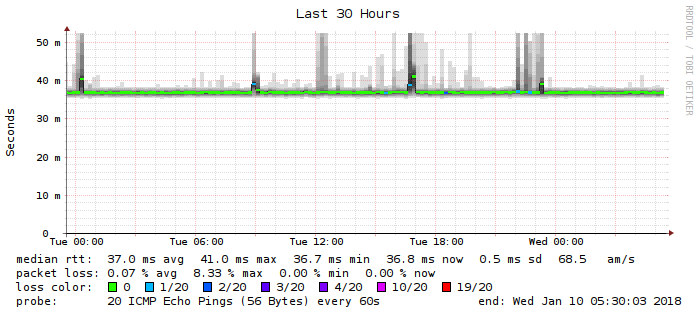 Last 30 Hours
RRDTOOL / TOBI OETIKER
Seconds
50 m
40 m
30 m
20 m
10 m
0
Tue 00:00 Tue 06:00 Tue 12:00 Tue 18:00 Wed 00:00
median rtt: 37.0 ms avg 41.0 ms max 36.7 ms min 36.8 ms now 0.5 ms sd 68.5 am/s
packet loss: 0.07 % avg 8.33 % max 0.00 % min 0.00 % now
loss color: 0 1/20 2/20 3/20 4/20 10/20 19/20
probe: 20 ICMP Echo Pings (56 Bytes) every 60s end: Wed Jan 10 05:30:03 2018